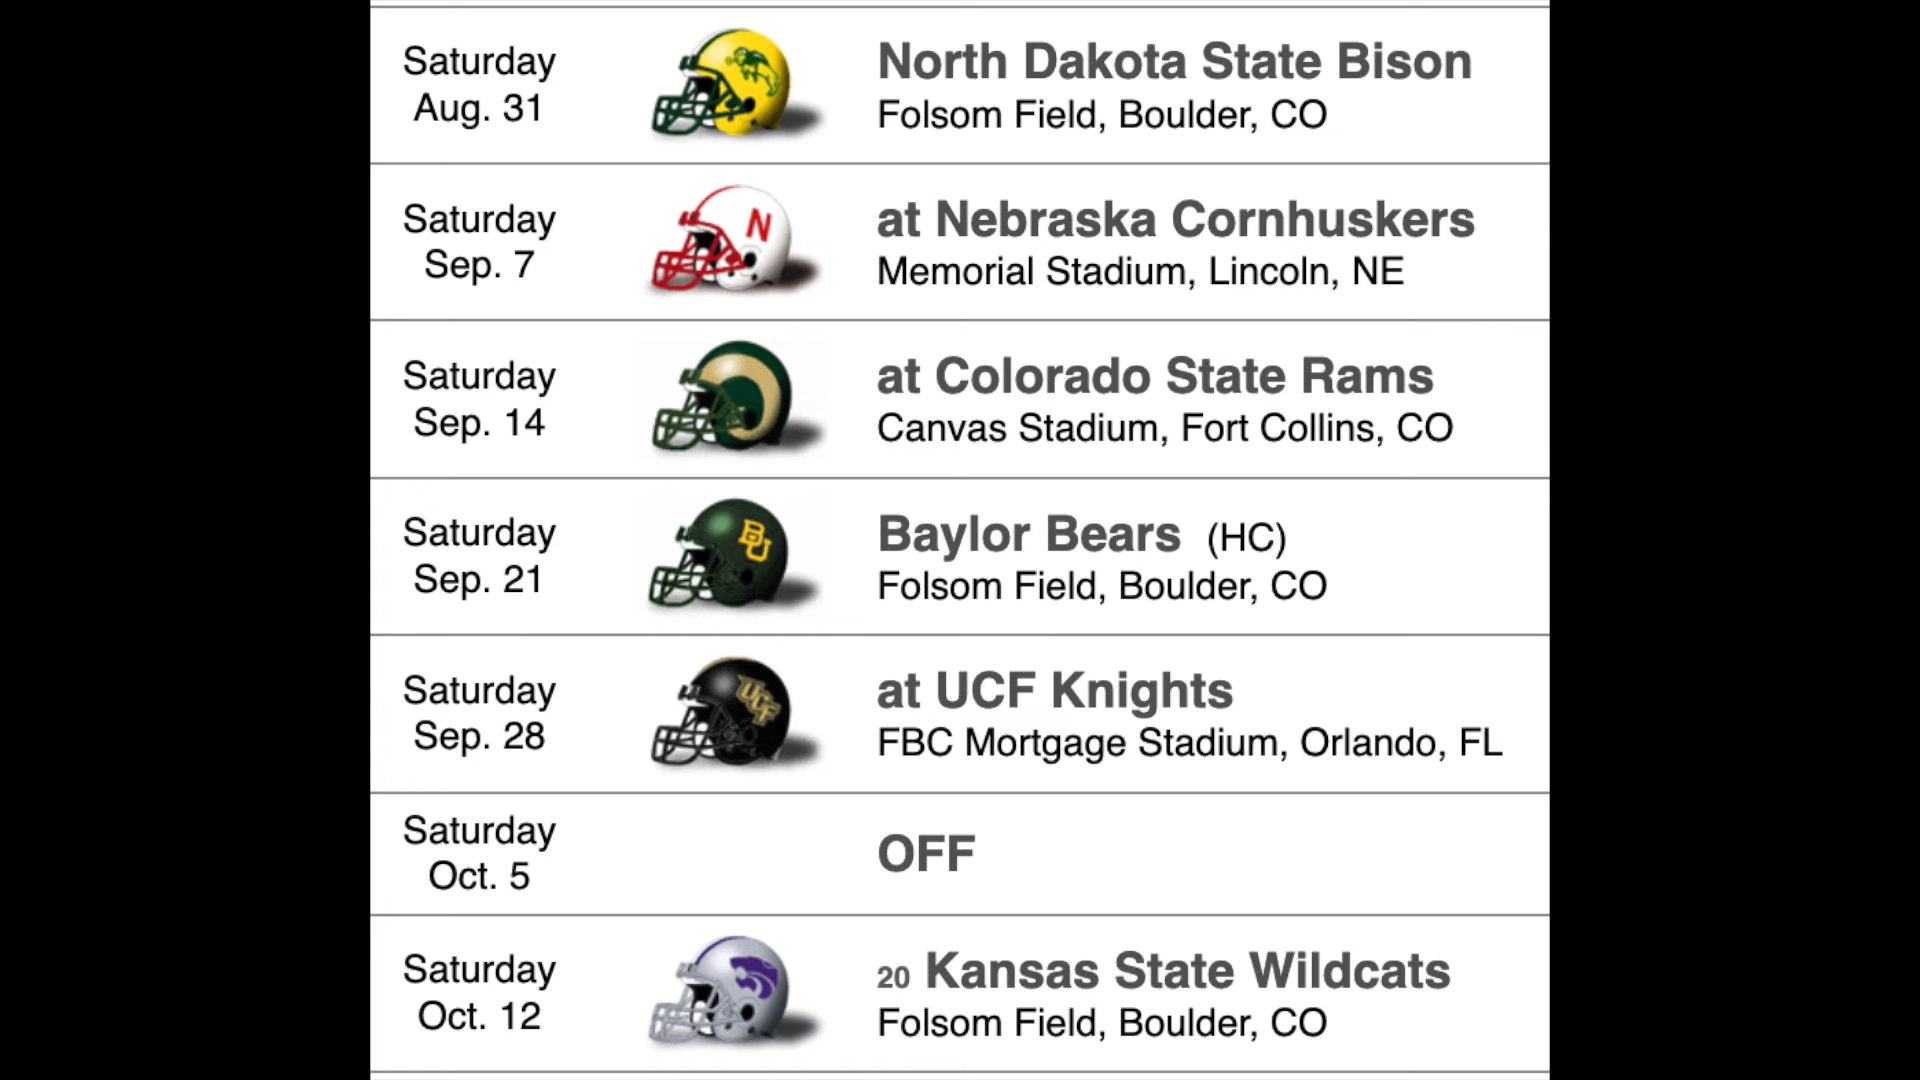 Saturday
Aug. 31
North Dakota State Bison
Folsom Field, Boulder, CO
Saturday
Sep. 7
N
at Nebraska Cornhuskers
Memorial Stadium, Lincoln, NE
Saturday
Sep. 14
at Colorado State Rams
Canvas Stadium, Fort Collins, CO
Saturday
Sep. 21
BU
Baylor Bears (HC)
Folsom Field, Boulder, CO
Saturday
Sep. 28
UCF
at UCF Knights
FBC Mortgage Stadium, Orlando, FL
Saturday
Oct. 5
OFF
Saturday
Oct. 12
20 Kansas State Wildcats
Folsom Field, Boulder, CO